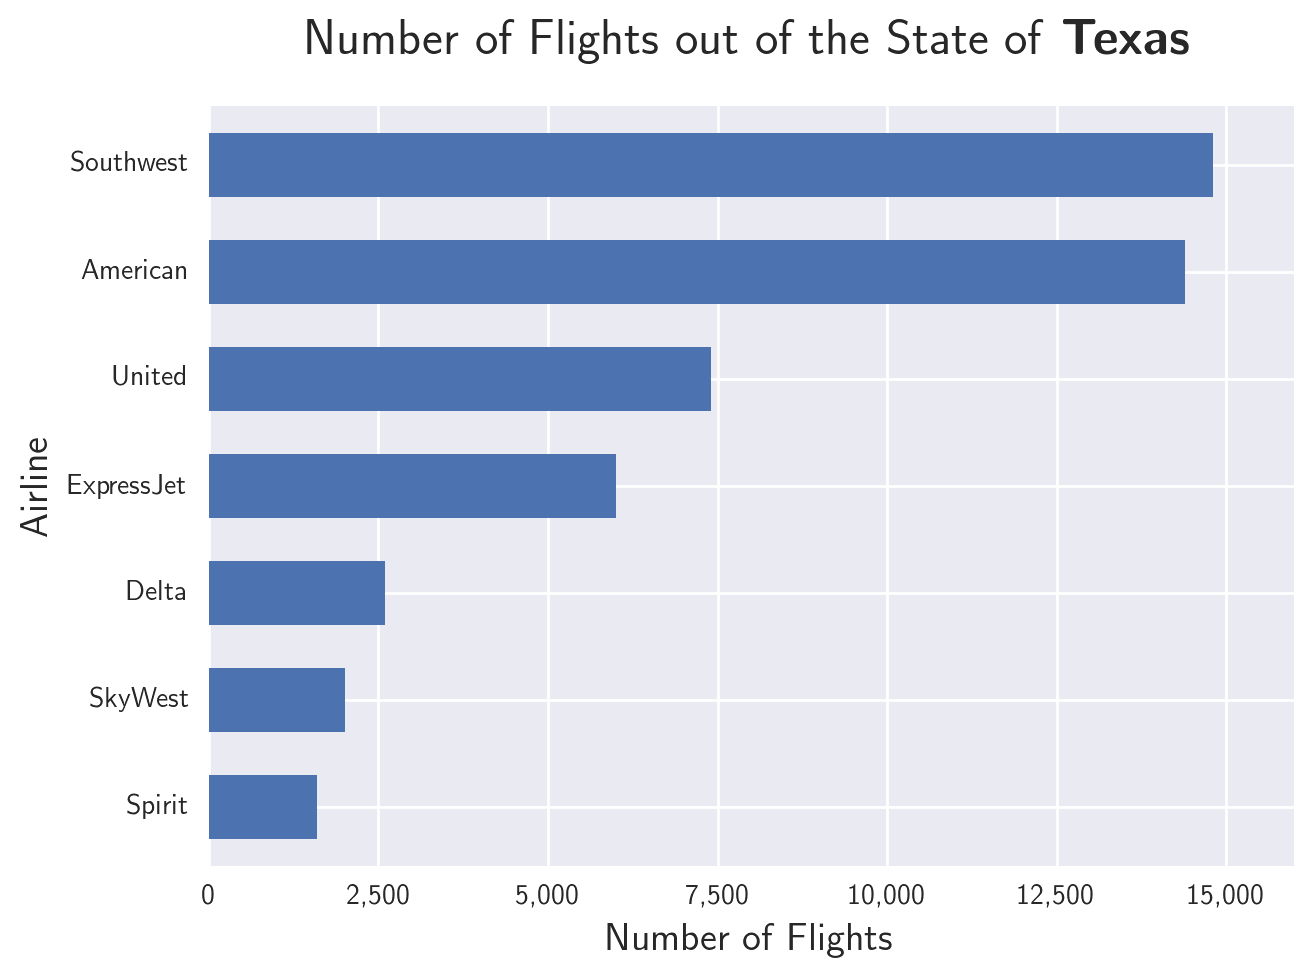 Number of Flights out of the State of Texas
Southwest
American
United
ExpressJet
Delta
SkyWest
Spirit
Airline
0 2,500 5,000 7,500 10,000 12,500 15,000
Number of Flights